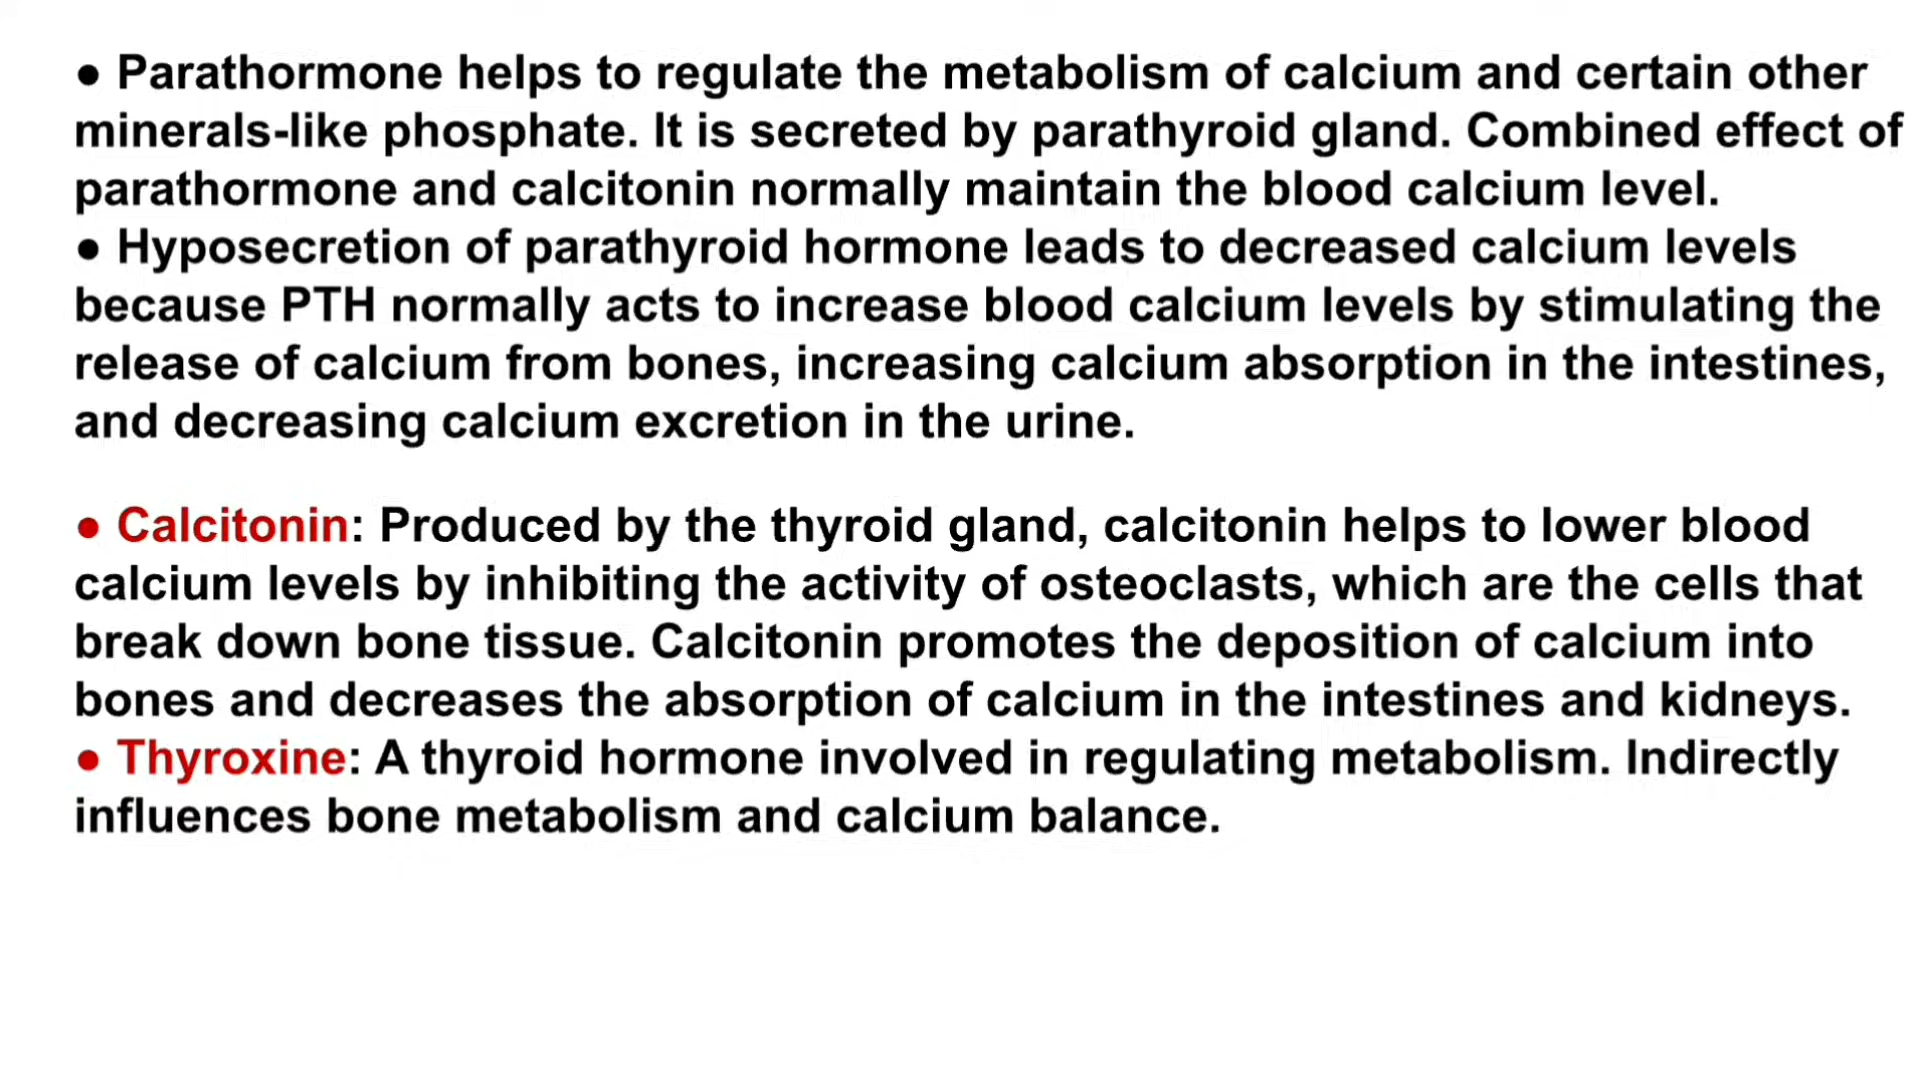 ● Parathormone helps to regulate the metabolism of calcium and certain other
minerals-like phosphate. It is secreted by parathyroid gland. Combined effect of
parathormone and calcitonin normally maintain the blood calcium level.
● Hyposecretion of parathyroid hormone leads to decreased calcium levels
because PTH normally acts to increase blood calcium levels by stimulating the
release of calcium from bones, increasing calcium absorption in the intestines,
and decreasing calcium excretion in the urine.
● Calcitonin: Produced by the thyroid gland, calcitonin helps to lower blood
calcium levels by inhibiting the activity of osteoclasts, which are the cells that
break down bone tissue. Calcitonin promotes the deposition of calcium into
bones and decreases the absorption of calcium in the intestines and kidneys.
● Thyroxine: A thyroid hormone involved in regulating metabolism. Indirectly
influences bone metabolism and calcium balance.